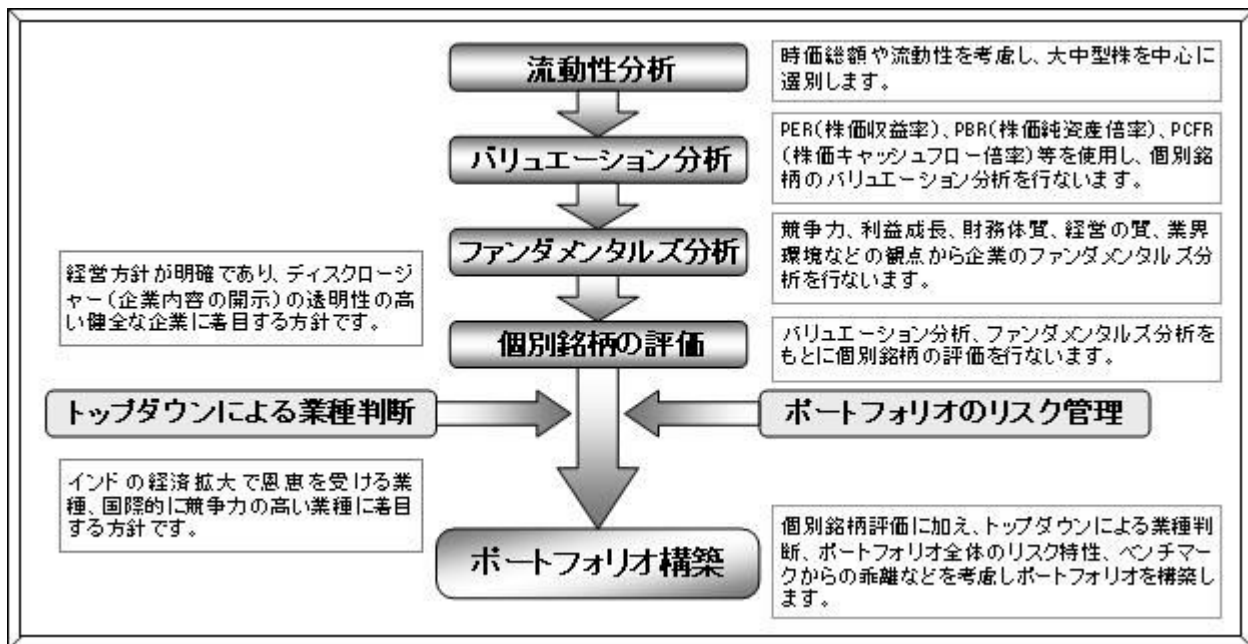 流動性分析
時価総額や流動性を考慮し、大中型株を中心に
選別します。
バリュエーション分析
PER(株価収益率)、PBR(株価純資産倍率)、PCFR
(株価キャッシュフロー倍率)等を使用し、個別銘
柄のバリュエーション分析を行ないます。
ファンダメンタルズ分析
競争力、利益成長、財務体質、経営の質、業界
環境などの観点から企業のファンダメンタルズ分
析を行ないます。
経営方針が明確であり、ディスクロージ
ャー(企業内容の開示)の透明性の高
い健全な企業に着目する方針です。
個別銘柄の評価
バリュエーション分析、ファンダメンタルズ分析を
もとに個別銘柄の評価を行ないます。
トップダウンによる業種判断
ポートフォリオのリスク管理
インドの経済拡大で恩恵を受ける業
種、国際的に競争力の高い業種に着目
する方針です。
ポートフォリオ構築
個別銘柄評価に加え、トップダウンによる業種判
断、ポートフォリオ全体のリスク特性、ベンチマー
クからの乖離などを考慮しポートフォリオを構築し
ます。